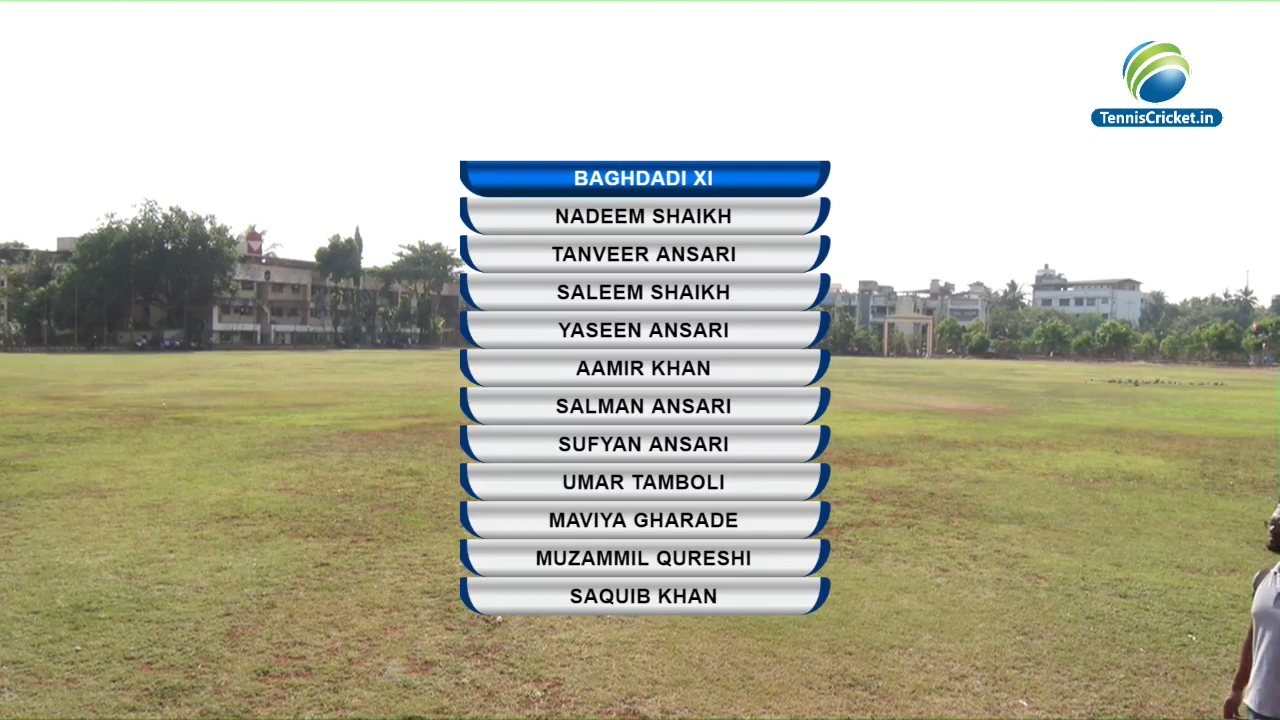 TennisCricket.in
BAGHDADI XI
NADEEM SHAIKH
TANVEER ANSARI
SALEEM SHAIKH
YASEEN ANSARI
AAMIR KHAN
SALMAN ANSARI
SUFYAN ANSARI
UMAR TAMBOLI
MAVIYA GHARADE
MUZAMMIL QURESHI
SAQUIB KHAN